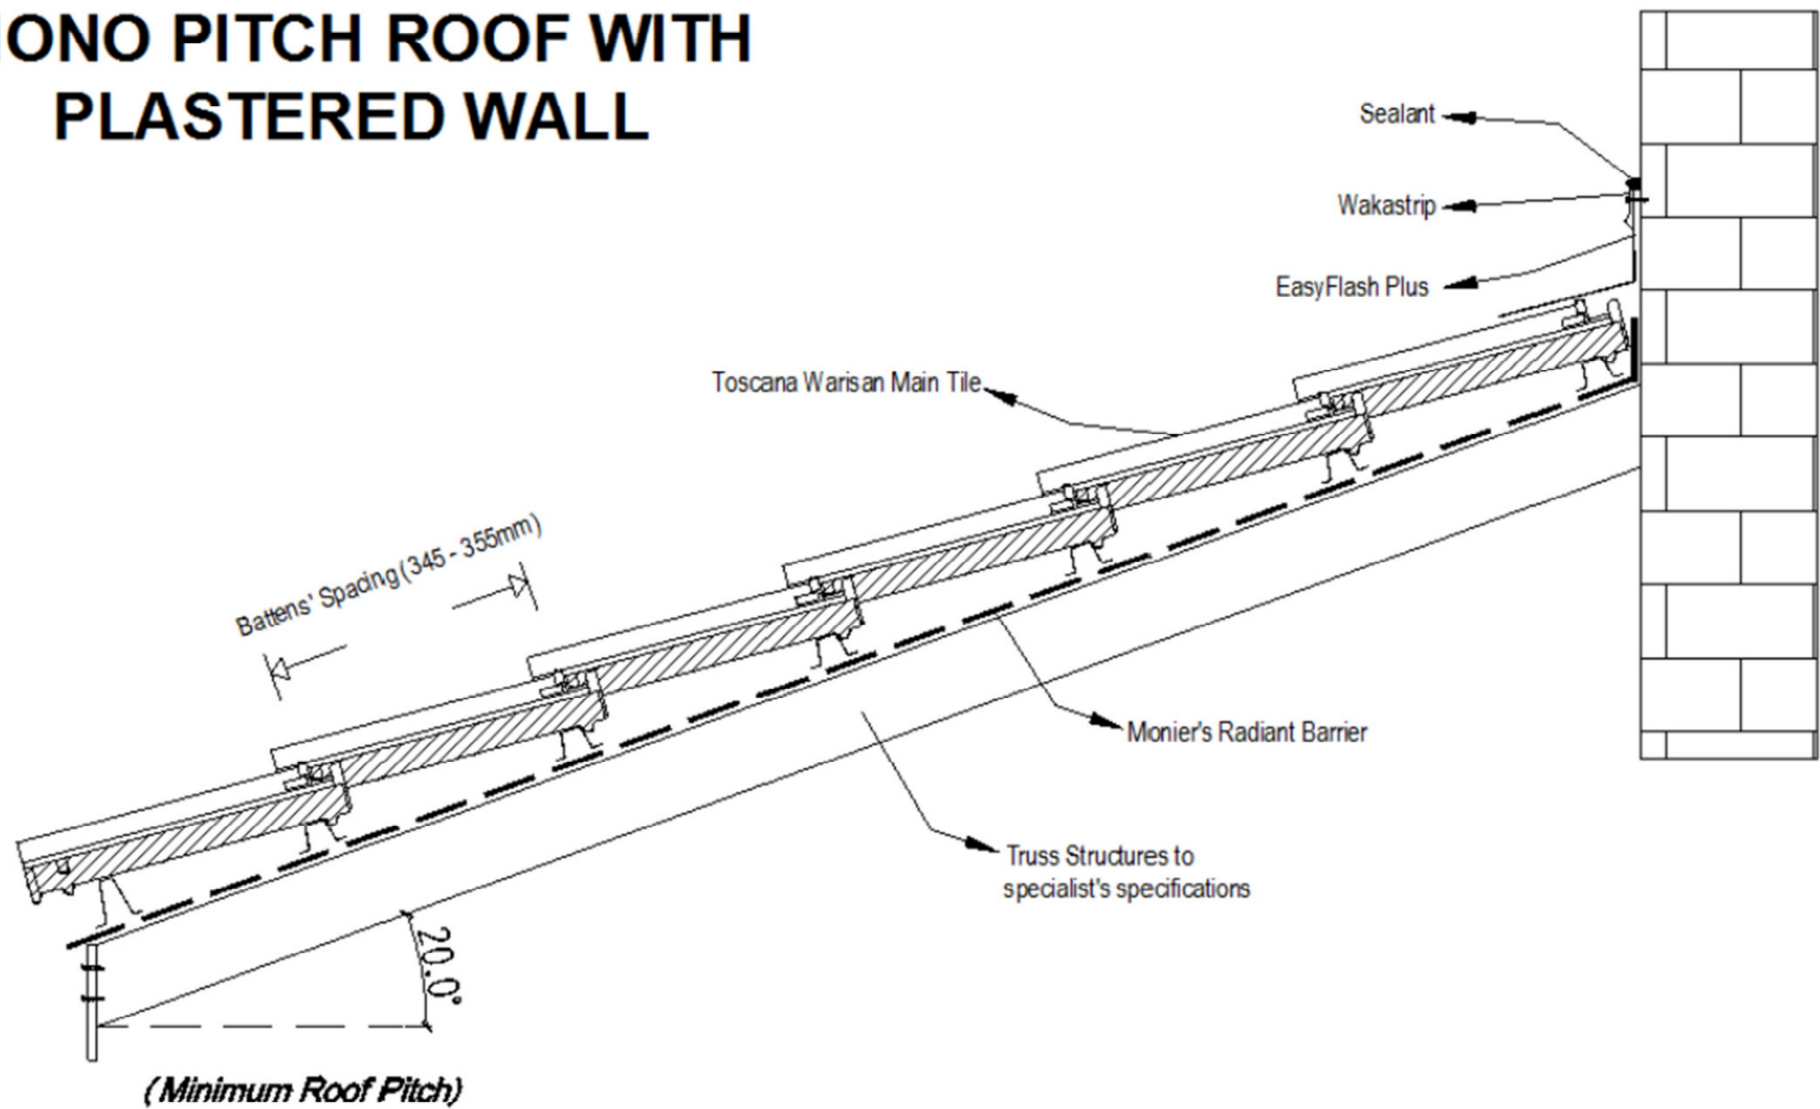 ONO PITCH ROOF WITH
PLASTERED WALL
Sealant
Wakastrip
EasyFlash Plus
Toscana Warisan Main Tile
Battens' Spacing (345 - 355mm)
Monier's Radiant Barrier
Truss Structures to
specialist's specifications
20.0°
(Minimum Roof Pitch)